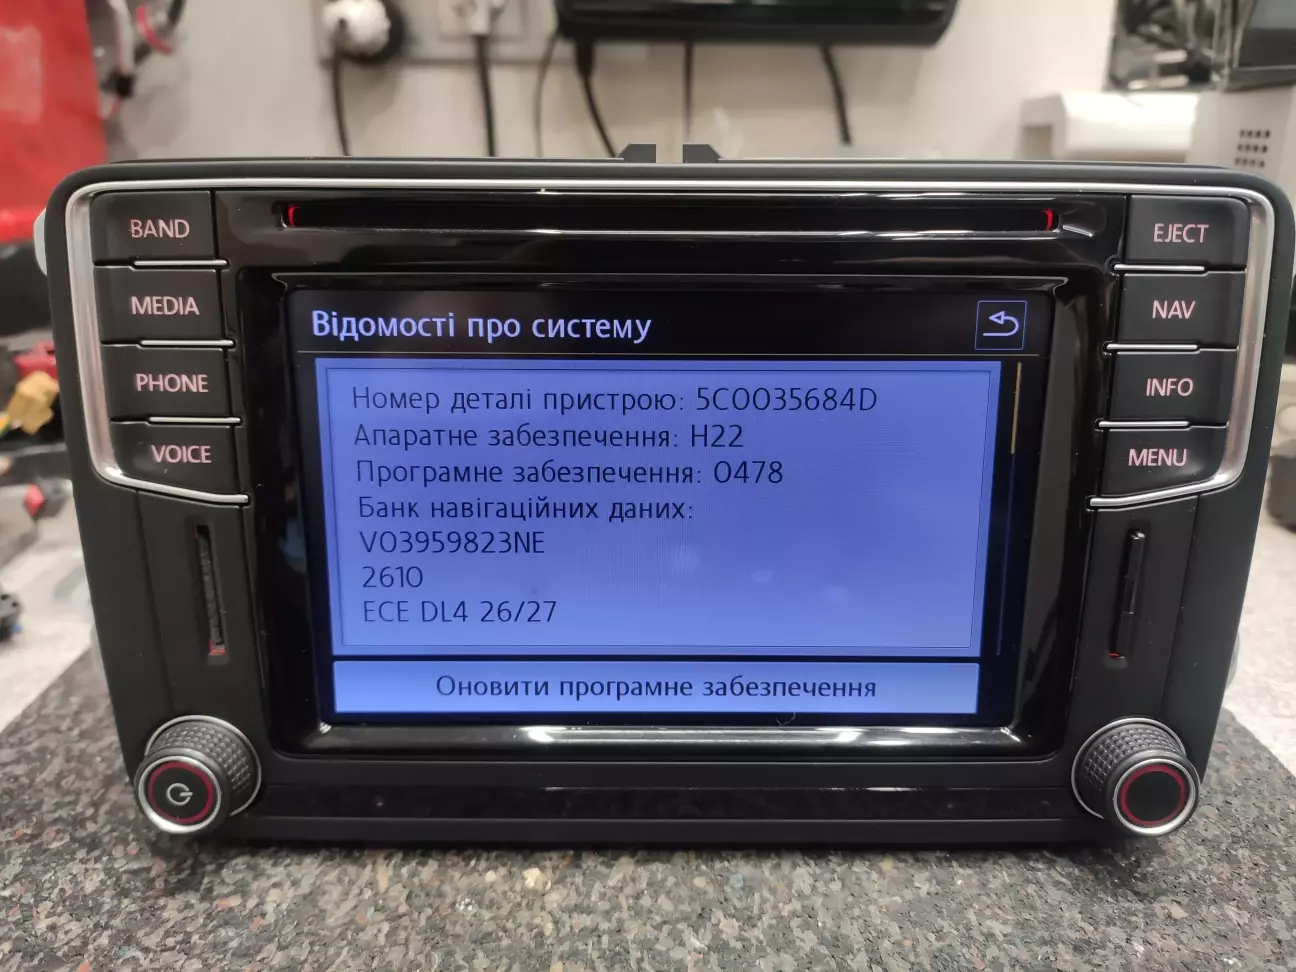 BAND
MEDIA
PHONE
VOICE
EJECT
NAV
INFO
MENU
Відомості про систему
Номер деталі пристрою: 5C0035684D
Апаратне забезпечення: H22
Програмне забезпечення: 0478
Банк навігаційних даних:
V03959823NE
2610
ECE DL4 26/27
Оновити програмне забезпечення